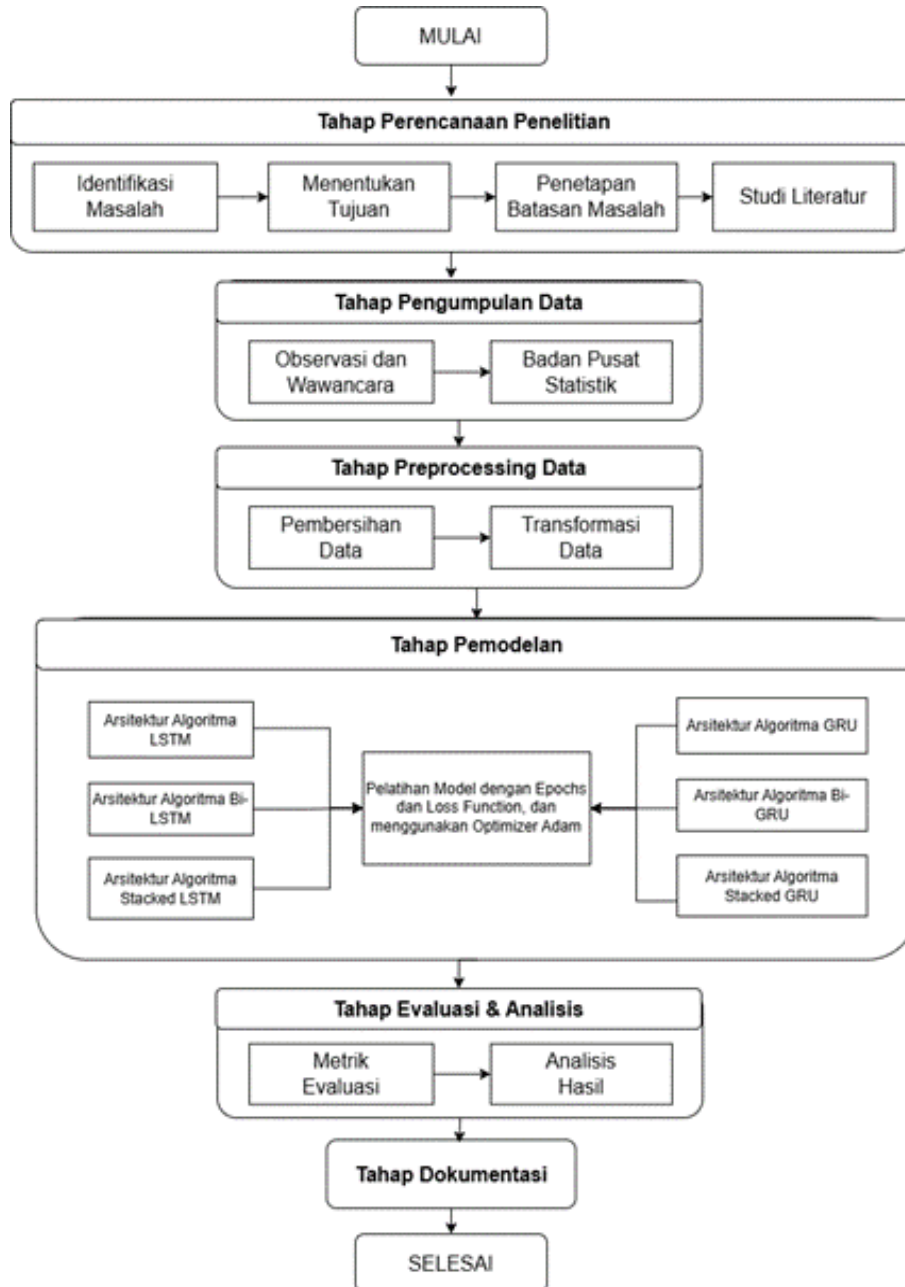 MULAI
Tahap Perencanaan Penelitian
Identifikasi
Masalah
Menentukan
Tujuan
Penetapan
Batasan Masalah
Studi Literatur
Tahap Pengumpulan Data
Observasi dan
Wawancara
Badan Pusat
Statistik
Tahap Preprocessing Data
Pembersihan
Data
Transformasi
Data
Tahap Pemodelan
Arsitektur Algoritma
LSTM
Arsitektur Algoritma Bi-
LSTM
Arsitektur Algoritma
Stacked LSTM
Pelatihan Model dengan Epochs
dan Loss Function, dan
menggunakan Optimizer Adam
Arsitektur Algoritma GRU
Arsitektur Algoritma Bi-
GRU
Arsitektur Algoritma
Stacked GRU
Tahap Evaluasi & Analisis
Metrik
Evaluasi
Analisis
Hasil
Tahap Dokumentasi
SELESAI